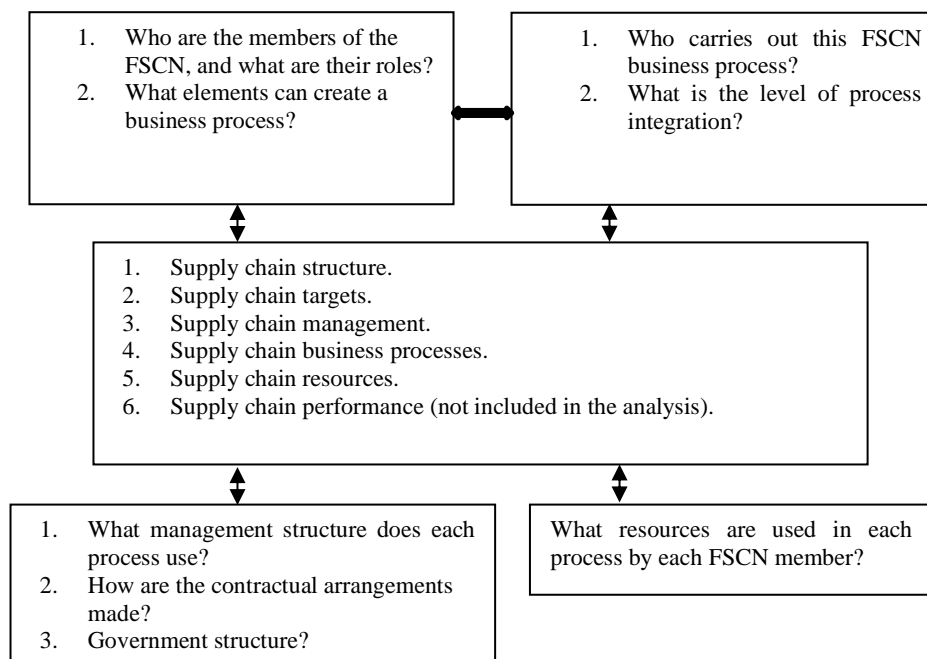 1. Who are the members of the
FSCN, and what are their roles?
2. What elements can create a
business process?
1. Who carries out this FSCN
business process?
2. What is the level of process
integration?
1. Supply chain structure.
2. Supply chain targets.
3. Supply chain management.
4. Supply chain business processes.
5. Supply chain resources.
6. Supply chain performance (not included in the analysis).
1. What management structure does each
process use?
2. How are the contractual arrangements
made?
3. Government structure?
What resources are used in each
process by each FSCN member?